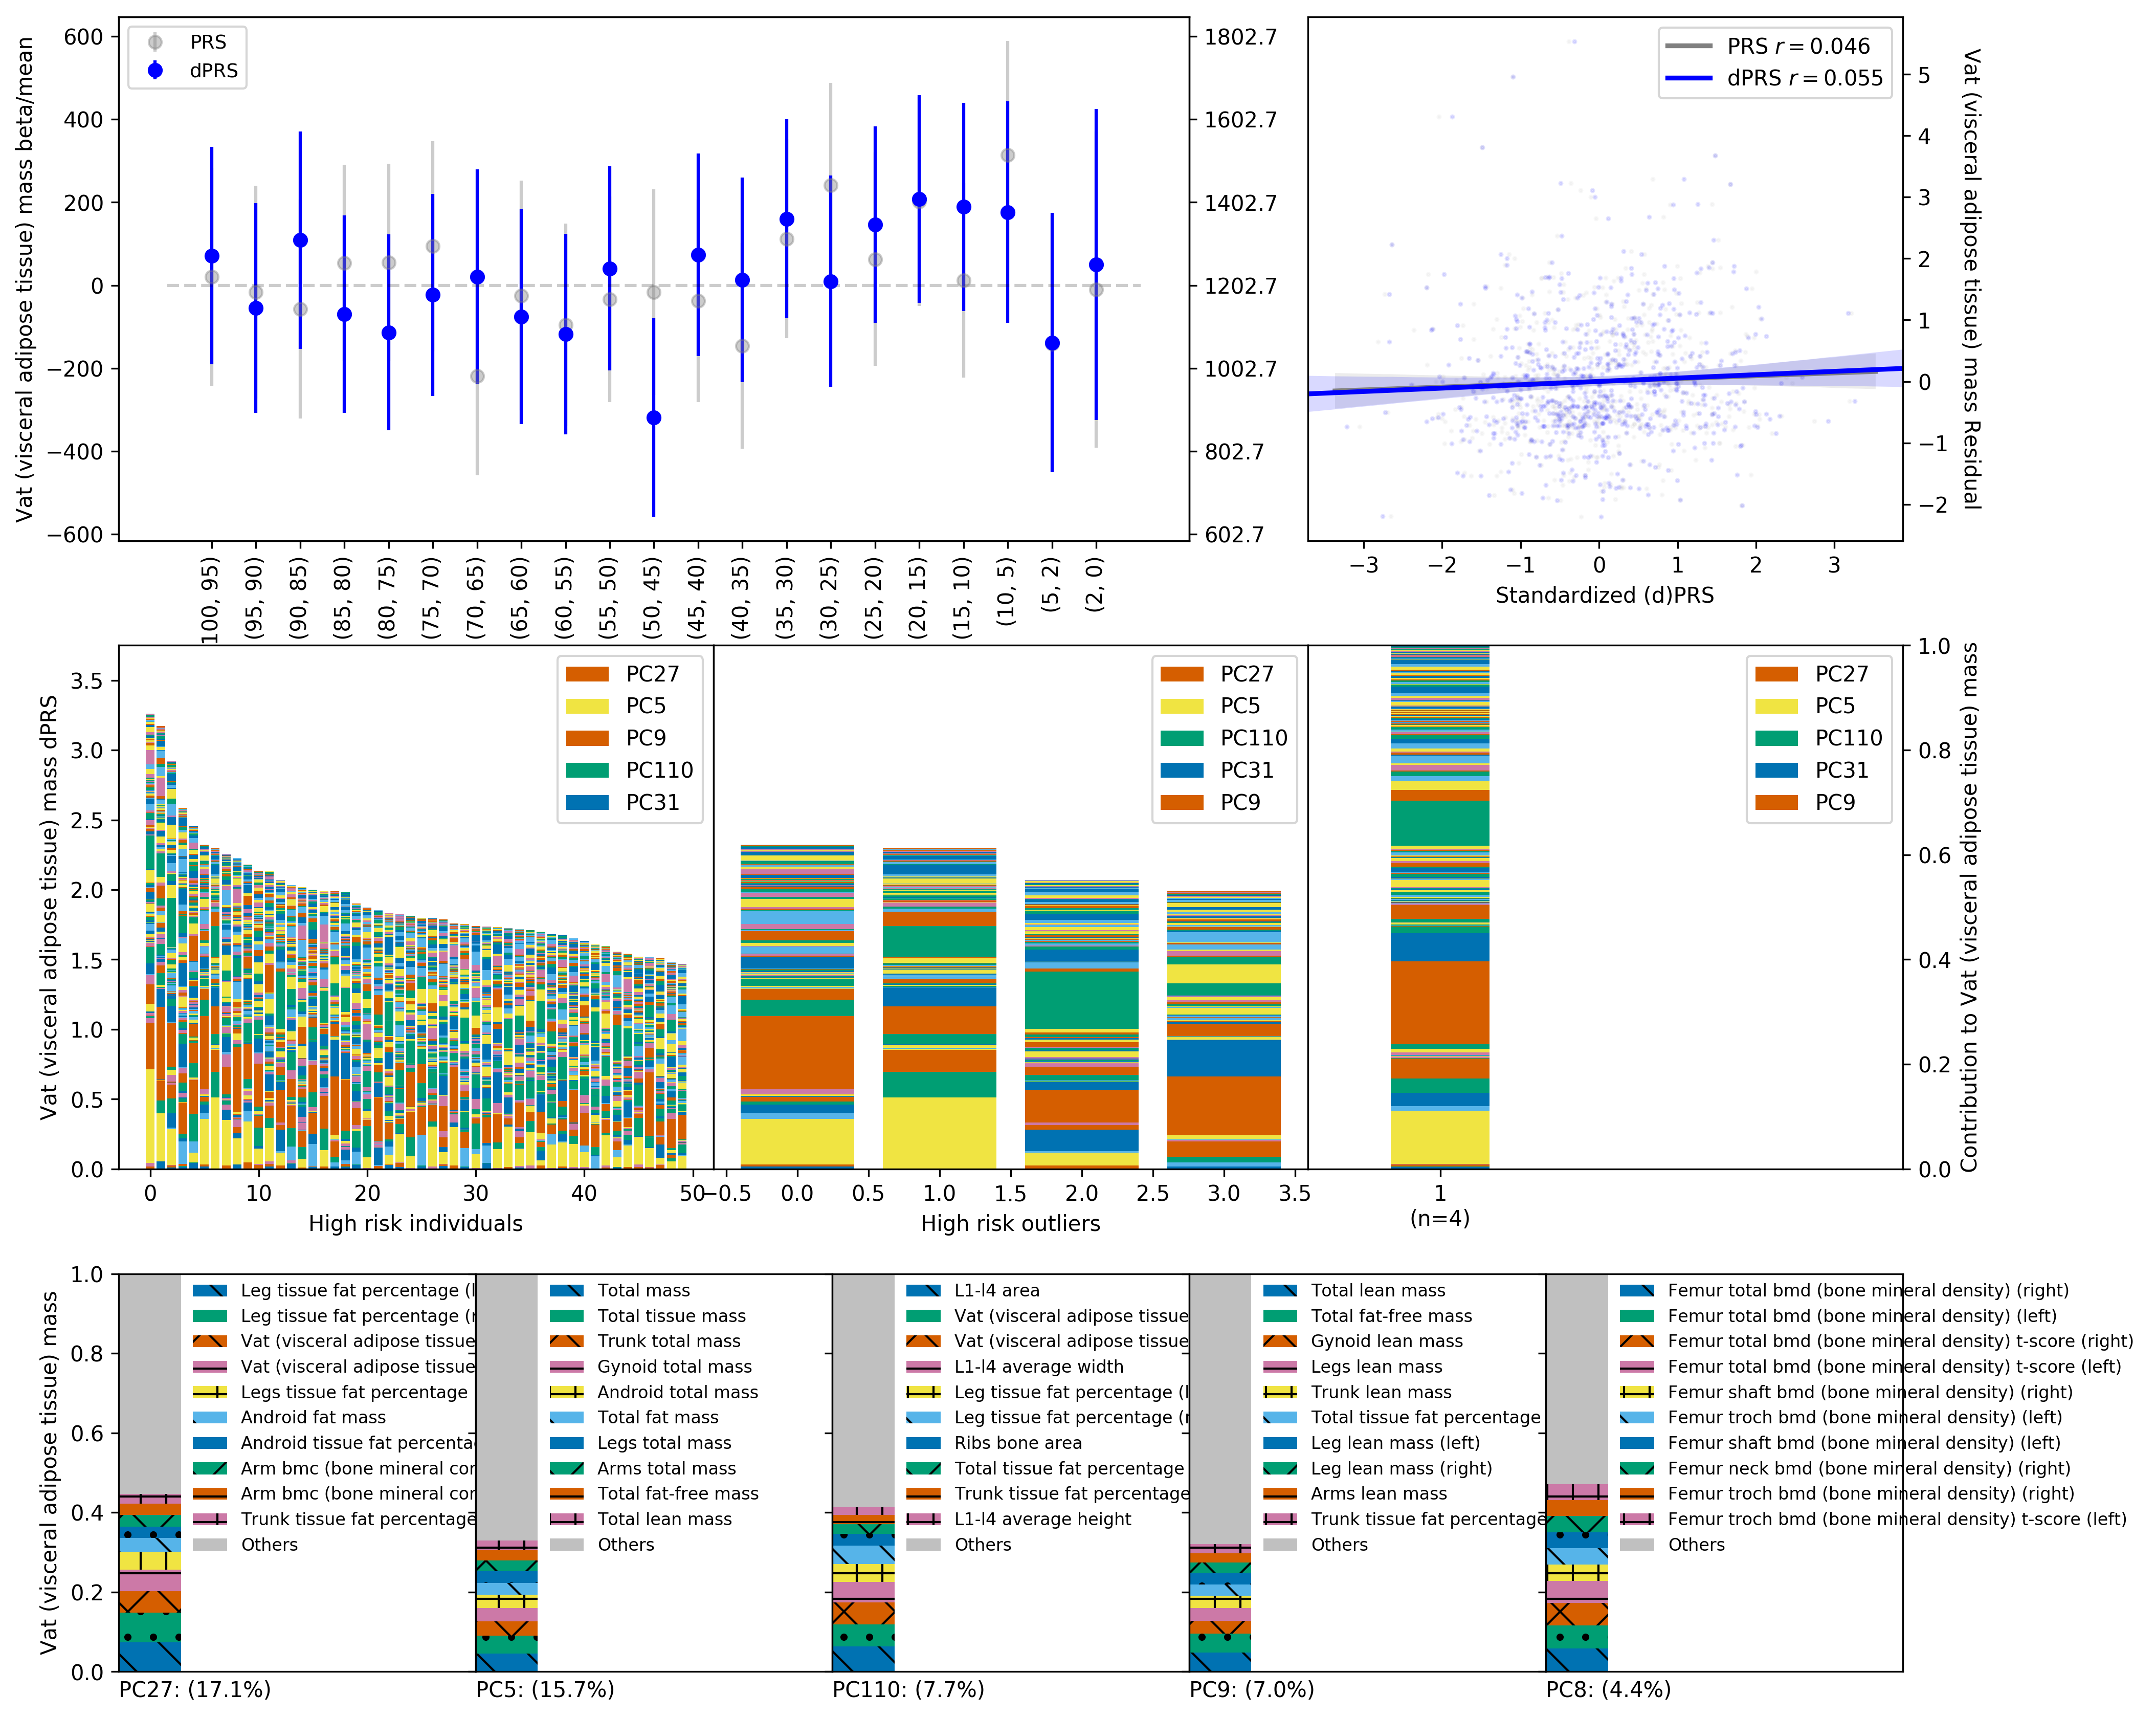 Vat (visceral adipose tissue) mass beta/mean
600
400
200
0
−200
−400
−600
PRS
dPRS
1802.7
1602.7
1402.7
1202.7
1002.7
802.7
602.7
100, 95)
(95, 90)
(90, 85)
(85, 80)
(80, 75)
(75, 70)
(70, 65)
(65, 60)
(60, 55)
(55, 50)
(50, 45)
(45, 40)
(40, 35)
(35, 30)
(30, 25)
(25, 20)
(20, 15)
(15, 10)
(10, 5)
(5, 2)
(2, 0)
PRS r = 0.046
dPRS r = 0.055
5
4
3
2
1
0
−1
−2
Vat (visceral adipose tissue) mass Residual
−3
−2
−1
0
1
2
3
Standardized (d)PRS
Vat (visceral adipose tissue) mass dPRS
3.5
3.0
2.5
2.0
1.5
1.0
0.5
0.0
PC27
PC5
PC9
PC110
PC31
0
10
20
30
40
50
High risk individuals
PC27
PC5
PC110
PC31
PC9
−0.5
0.0
0.5
1.0
1.5
2.0
2.5
3.0
3.5
High risk outliers
PC27
PC5
PC110
PC31
PC9
1
(n=4)
1.0
0.8
0.6
0.4
0.2
0.0
Contribution to Vat (visceral adipose tissue) mass
Vat (visceral adipose tissue) mass
1.0
0.8
0.6
0.4
0.2
0.0
Leg tissue fat percentage (l
Leg tissue fat percentage (r
Vat (visceral adipose tissue
Vat (visceral adipose tissue
Legs tissue fat percentage
Android fat mass
Android tissue fat percenta
Arm bmc (bone mineral con
Arm bmc (bone mineral con
Trunk tissue fat percentage
Others
PC27: (17.1%)
Total mass
Total tissue mass
Trunk total mass
Gynoid total mass
Android total mass
Total fat mass
Legs total mass
Arms total mass
Total fat-free mass
Total lean mass
Others
PC5: (15.7%)
L1-l4 area
Vat (visceral adipose tissue
Vat (visceral adipose tissue
L1-l4 average width
Leg tissue fat percentage (l
Leg tissue fat percentage (r
Ribs bone area
Total tissue fat percentage
Trunk tissue fat percentage
L1-l4 average height
Others
PC110: (7.7%)
Total lean mass
Total fat-free mass
Gynoid lean mass
Legs lean mass
Trunk lean mass
Total tissue fat percentage
Leg lean mass (left)
Leg lean mass (right)
Arms lean mass
Trunk tissue fat percentage
Others
PC9: (7.0%)
Femur total bmd (bone mineral density) (right)
Femur total bmd (bone mineral density) (left)
Femur total bmd (bone mineral density) t-score (right)
Femur total bmd (bone mineral density) t-score (left)
Femur shaft bmd (bone mineral density) (right)
Femur troch bmd (bone mineral density) (left)
Femur shaft bmd (bone mineral density) (left)
Femur neck bmd (bone mineral density) (right)
Femur troch bmd (bone mineral density) (right)
Femur troch bmd (bone mineral density) t-score (left)
Others
PC8: (4.4%)